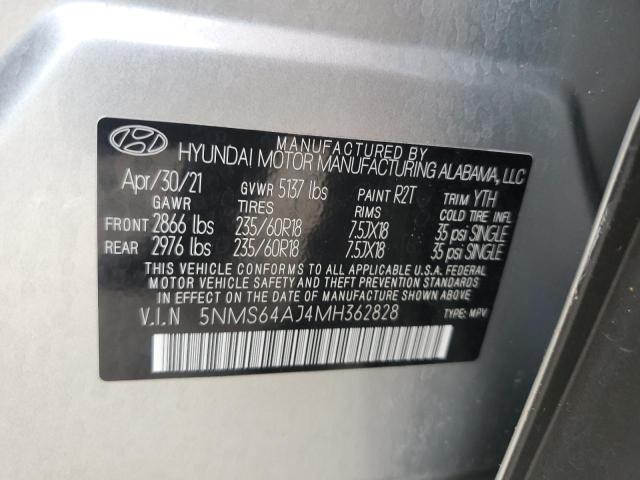 MANUFACTURED BY
HYUNDAI MOTOR MANUFACTURING ALABAMA, LLC
Apr/30/21 GVWR 5137 lbs PAINT R2T TRIM YTH
GAWR TIRES RIMS COLD TIRE INFL
FRONT 2866 lbs 235/60R18 7.5JX18 35 psi SINGLE
REAR 2976 lbs 235/60R18 7.5JX18 35 psi SINGLE
THIS VEHICLE CONFORMS TO ALL APPLICABLE U.S.A. FEDERAL
MOTOR VEHICLE SAFETY AND THEFT PREVENTION STANDARDS
IN EFFECT ON THE DATE OF MANUFACTURE SHOWN ABOVE.
V.I.N 5NMS64AJ4MH362828 TYPE: MPV